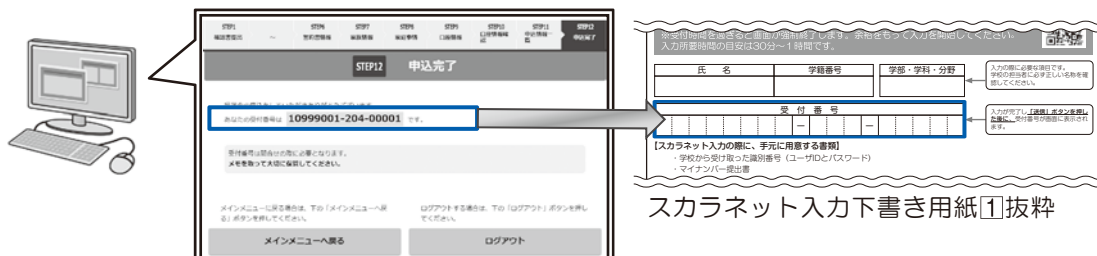 STEP1
確認書提出
~
STEP6
誓約書情報
STEP7
家族情報
STEP8
家庭事情
STEP9
口座情報
STEP10
口座情報確認
STEP11
申込情報一覧
STEP12
申込完了
STEP12 申込完了
あなたの受付番号は 10999001-204-00001 です。
受付番号は問合せの際に必要となります。
メモを取って大切に保管してください。
メインメニューに戻る場合は、下の「メインメニューへ戻
る」ボタンを押してください。
ログアウトする場合は、下の「ログアウト」ボタンを押し
てください。
メインメニューへ戻る
ログアウト
※受付時間を過ぎると画面が強制終了します。余裕をもって入力を開始してください。
入力所要時間の目安は30分~1時間です。
氏 名
学籍番号
学部・学科・分野
入力の際に必要な項目です。
学校の担当者に必ず正しい名称を確
認してください。
受 付 番 号
- -
入力が完了し【送信】ボタンを押し
た後に、受付番号が画面に表示され
ます。
【スカラネット入力の際に、手元に用意する書類】
・学校から受け取った識別番号(ユーザIDとパスワード)
・マイナンバー提出書
スカラネット入力下書き用紙1抜粋